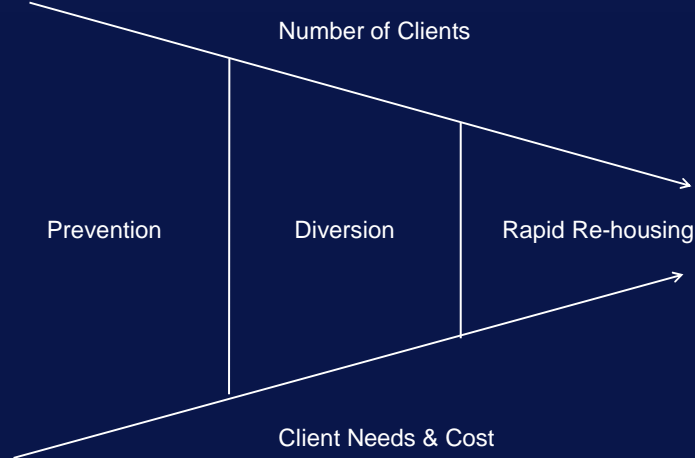 Number of Clients
Prevention
Diversion
Rapid Re-housing
Client Needs & Cost